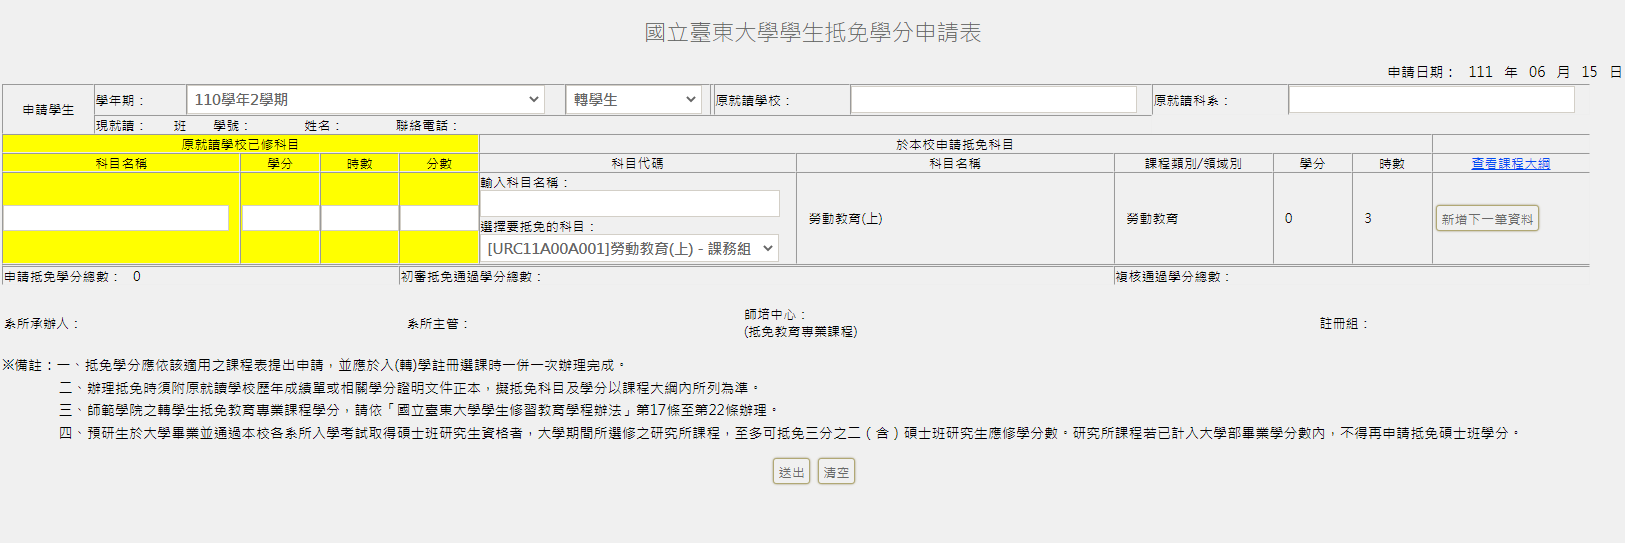 國立臺東大學學生抵免學分申請表
申請日期： 111 年 06 月 15 日
申請學生 學年期： 110學年2學期 轉學生 原就讀學校： 原就讀科系：
現就讀： 班 學號： 姓名： 聯絡電話：
原就讀學校已修科目 於本校申請抵免科目
科目名稱 學分 時數 分數 科目代碼 科目名稱 課程類別/領域別 學分 時數 查看課程大綱
輸入科目名稱：
勞動教育(上) 勞動教育 0 3 新增下一筆資料
選擇要抵免的科目：
[URC11A00A001]勞動教育(上) - 課務組
申請抵免學分總數： 0 初審抵免通過學分總數： 複核通過學分總數：
系所承辦人： 系所主管： 師培中心： 註冊組：
(抵免教育專業課程)
※備註：一、抵免學分應依該適用之課程表提出申請，並應於入(轉)學註冊選課時一併一次辦理完成。
二、辦理抵免時須附原就讀學校歷年成績單或相關學分證明文件正本，擬抵免科目及學分以課程大綱內所列為準。
三、師範學院之轉學生抵免教育專業課程學分，請依「國立臺東大學學生修習教育學程辦法」第17條至第22條辦理。
四、預研生於大學畢業並通過本校各系所入學考試取得碩士班研究生資格者，大學期間所選修之研究所課程，至多可抵免三分之二（含）碩士班研究生應修學分數。研究所課程若已計入大學部畢業學分數內，不得再申請抵免碩士班學分。
送出 清空